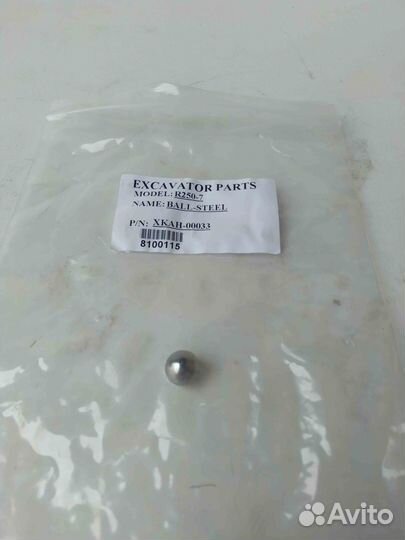 EXCAVATOR PARTS
MODEL: R250-7
NAME: BALL-STEEL
P/N: XKAH-00033
8100115
Avito